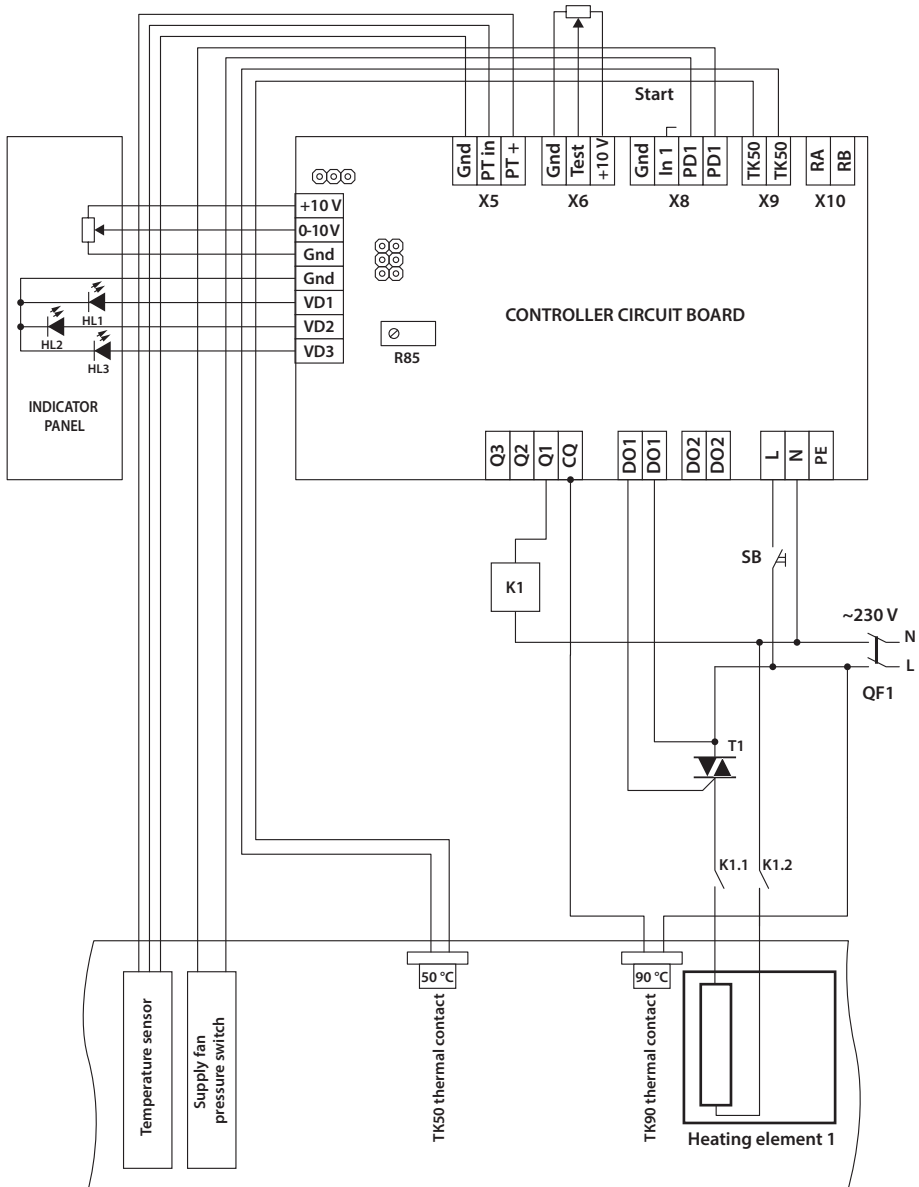 Start
Gnd
PT in
PT +
Gnd
Test
+10 V
Gnd
In 1
PD1
PD1
TK50
TK50
RA
RB
X5
X6
X8
X9
X10
+10 V
0-10V
Gnd
Gnd
VD1
VD2
VD3
HL1
HL2
HL3
INDICATOR
PANEL
CONTROLLER CIRCUIT BOARD
R85
Q3
Q2
Q1
CQ
DO1
DO1
DO2
DO2
L
N
PE
SB
K1
~230 V
N
L
QF1
T1
K1.1
K1.2
50 °C
90 °C
Temperature sensor
Supply fan
pressure switch
TK50 thermal contact
TK90 thermal contact
Heating element 1